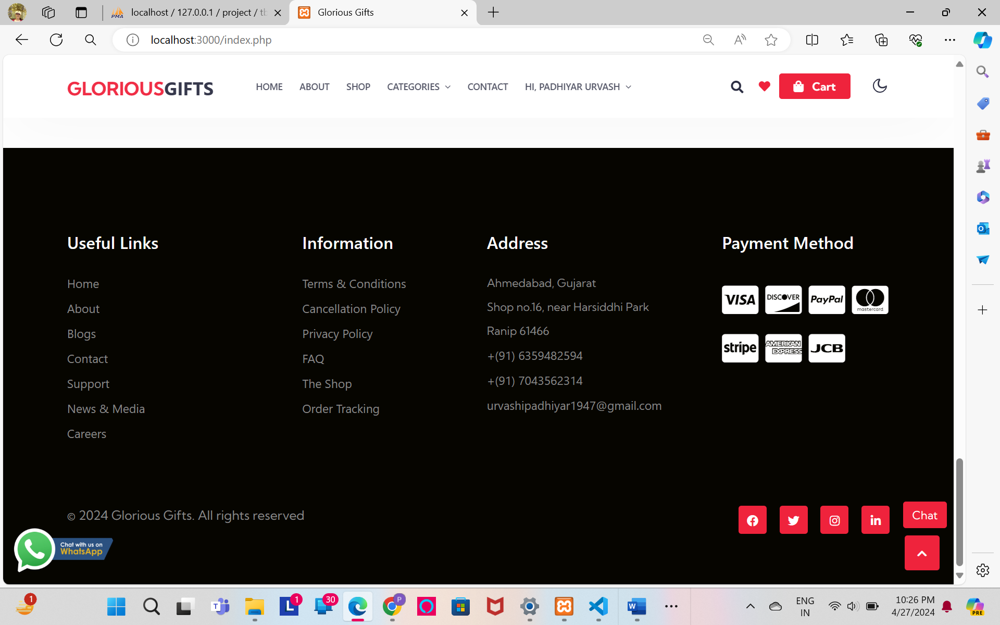 localhost / 127.0.0.1 / project / tb
Glorious Gifts
localhost:3000/index.php
GLORIOUSGIFTS
HOME
ABOUT
SHOP
CATEGORIES
CONTACT
HI, PADHIYAR URVASH
Cart
Useful Links
Home
About
Blogs
Contact
Support
News & Media
Careers
Information
Terms & Conditions
Cancellation Policy
Privacy Policy
FAQ
The Shop
Order Tracking
Address
Ahmedabad, Gujarat
Shop no.16, near Harsiddhi Park
Ranip 61466
+(91) 6359482594
+(91) 7043562314
urvashipadhiyar1947@gmail.com
Payment Method
VISA
DISCOVER
PayPal
mastercard.
stripe
AMERICAN
EXPRESS
JCB
© 2024 Glorious Gifts. All rights reserved
Chat
Chat with us on
WhatsApp
1
1
30
P
ENG
IN
10:26 PM
4/27/2024
PRE